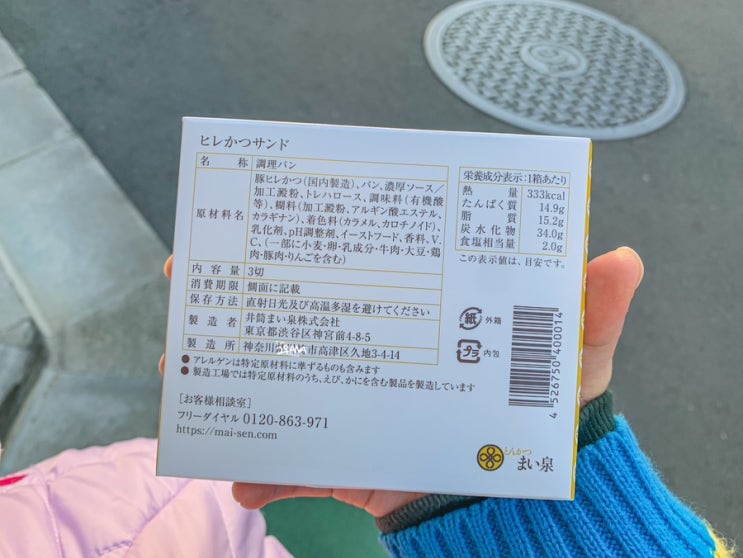 ヒレかつサンド
名 称 調理パン
原材料名 豚ヒレかつ(国内製造)、パン、濃厚ソース/
加工澱粉、トレハロース、調味料(有機酸
等)、糊料(加工澱粉、アルギン酸エステル、
カラギナン)、着色料(カラメル、カロチノイド)、
乳化剤、pH調整剤、イーストフード、香料、V.
C、(一部に小麦・卵・乳成分・牛肉・大豆・鶏
肉・豚肉・りんごを含む)
内 容 量 3切
消費期限 側面に記載
保存方法 直射日光及び高温多湿を避けてください
製 造 者 井筒まい泉株式会社
東京都渋谷区神宮前4-8-5
製 造 所 神奈川 市高津区久地3-4-14
● アレルゲンは特定原材料に準ずるものも含みます
● 製造工場では特定原材料のうち、えび、かにを含む製品を製造しています
[お客様相談室]
フリーダイヤル 0120-863-971
https://mai-sen.com
栄養成分表示:1箱あたり
熱 量 333kcal
たんぱく質 14.9g
脂 質 15.2g
炭水化物 34.0g
食塩相当量 2.0g
この表示値は、目安です。
紙 外箱
プラ 内包
4 526750 400014
とんかつ
まい泉